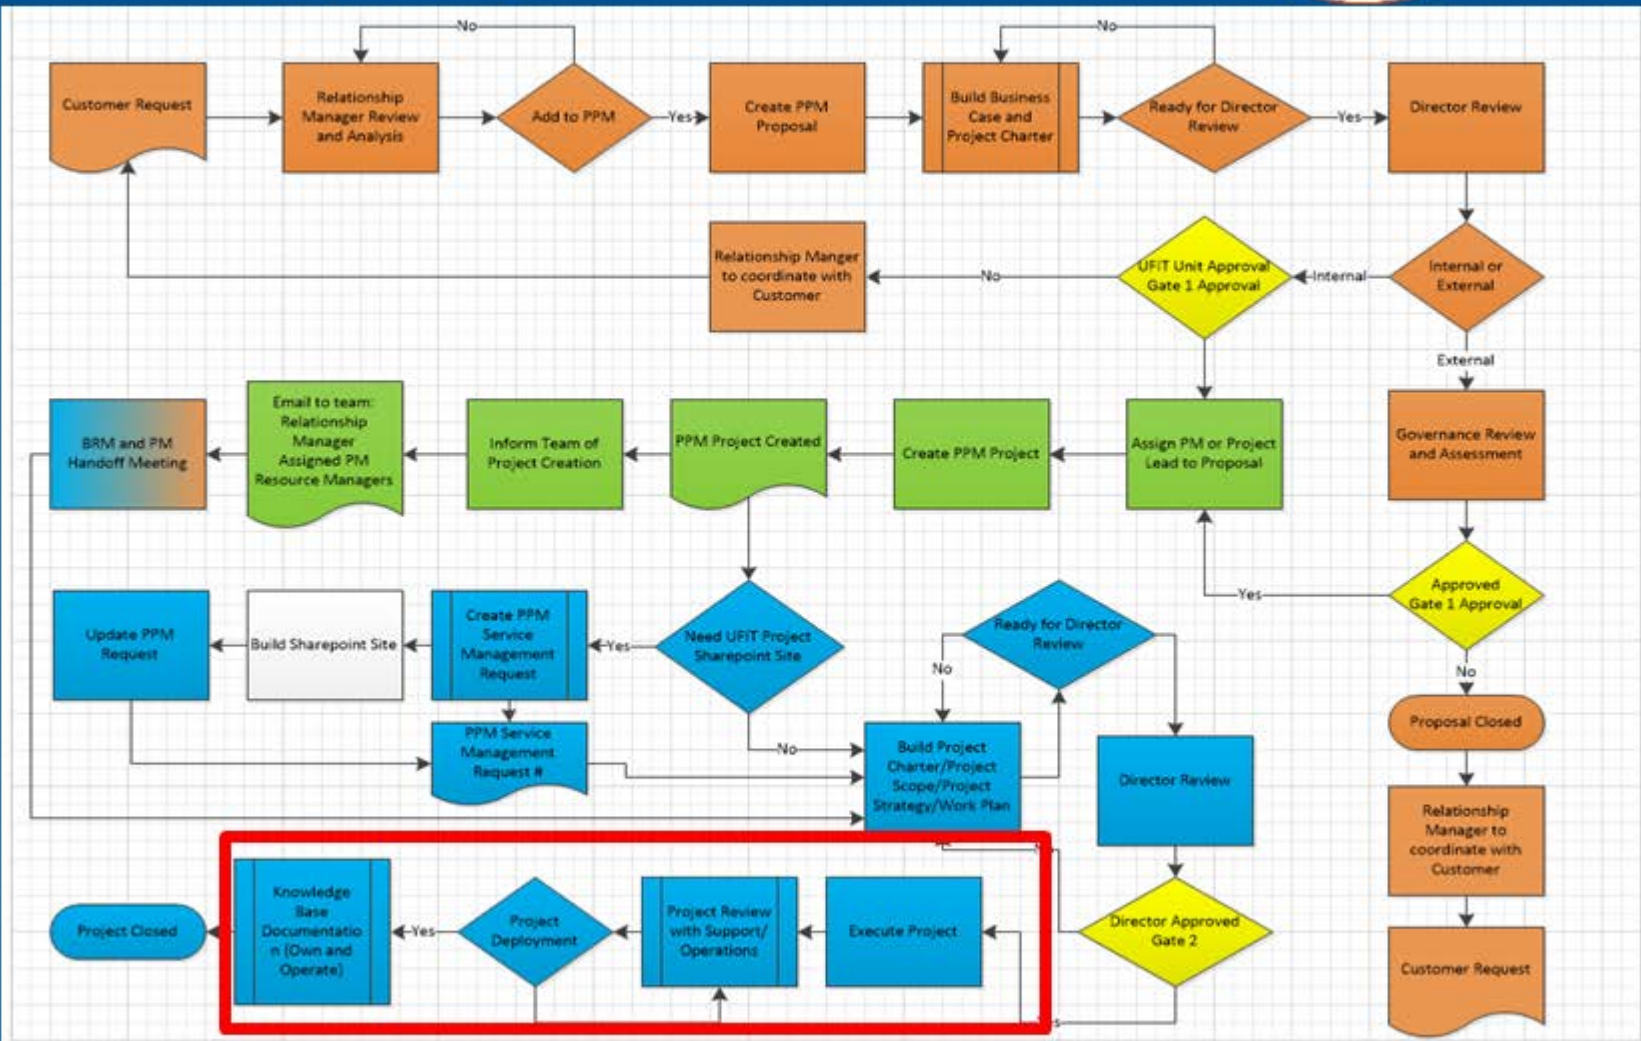 No
No
Customer Request
Relationship
Manager Review
and Analysis
Add to PPM
Yes
Create PPM
Proposal
Build Business
Case and
Project Charter
Ready for Director
Review
Yes
Director Review
Relationship Manger
to coordinate with
Customer
No
UFIT Unit Approval
Gate 1 Approval
Internal
Internal or
External
External
BRM and PM
Handoff Meeting
Email to team:
Relationship
Manager
Assigned PM
Resource Managers
Inform Team of
Project Creation
PPM Project Created
Create PPM Project
Assign PM or Project
Lead to Proposal
Governance Review
and Assessment
Yes
Approved
Gate 1 Approval
No
Update PPM
Request
Build Sharepoint Site
Create PPM
Service
Management
Request
Yes
Need UFIT Project
Sharepoint Site
Ready for Director
Review
No
Proposal Closed
PPM Service
Management
Request #
No
Build Project
Charter/Project
Scope/Project
Strategy/Work Plan
Director Review
Relationship
Manager to
coordinate with
Customer
Project Closed
Knowledge
Base
Documentatio
n (Own and
Operate)
Yes
Project
Deployment
Project Review
with Support/
Operations
Execute Project
Director Approved
Gate 2
Customer Request